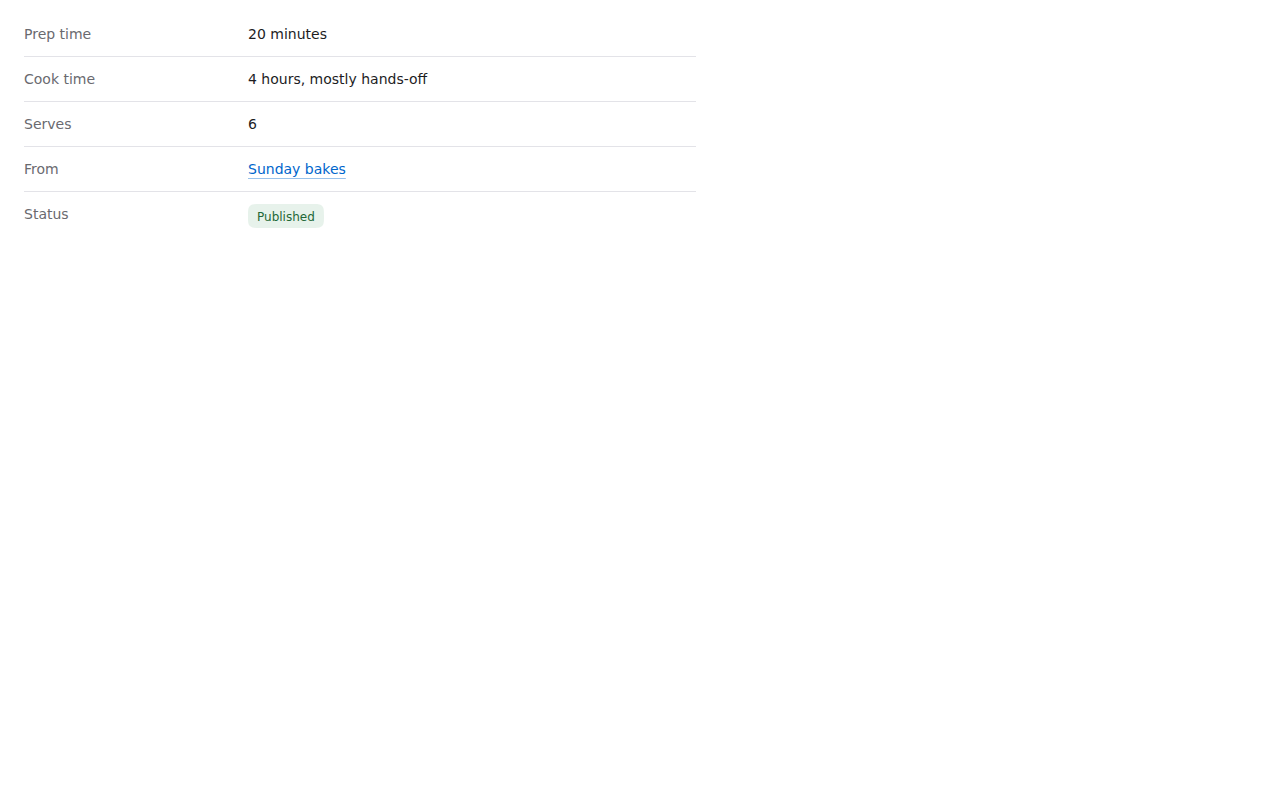 Prep time 20 minutes
Cook time 4 hours, mostly hands-off
Serves 6
From Sunday bakes
Status Published